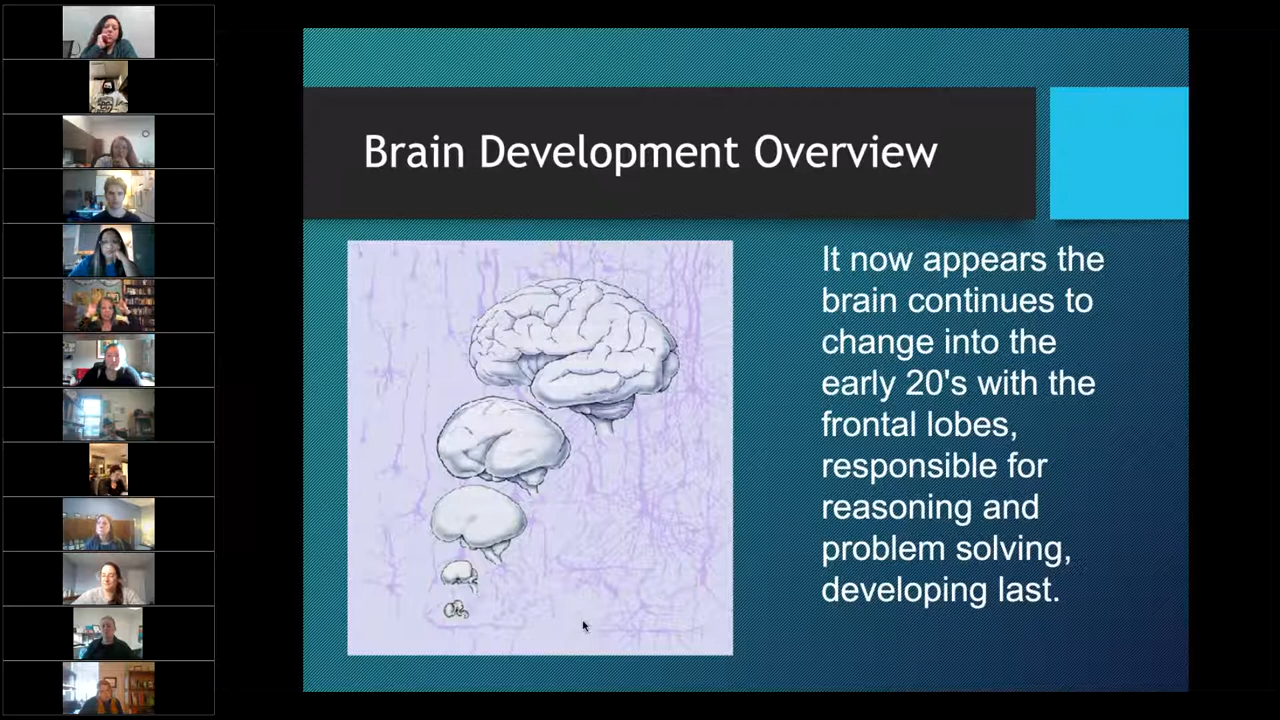 Brain Development Overview
It now appears the
brain continues to
change into the
early 20's with the
frontal lobes,
responsible for
reasoning and
problem solving,
developing last.